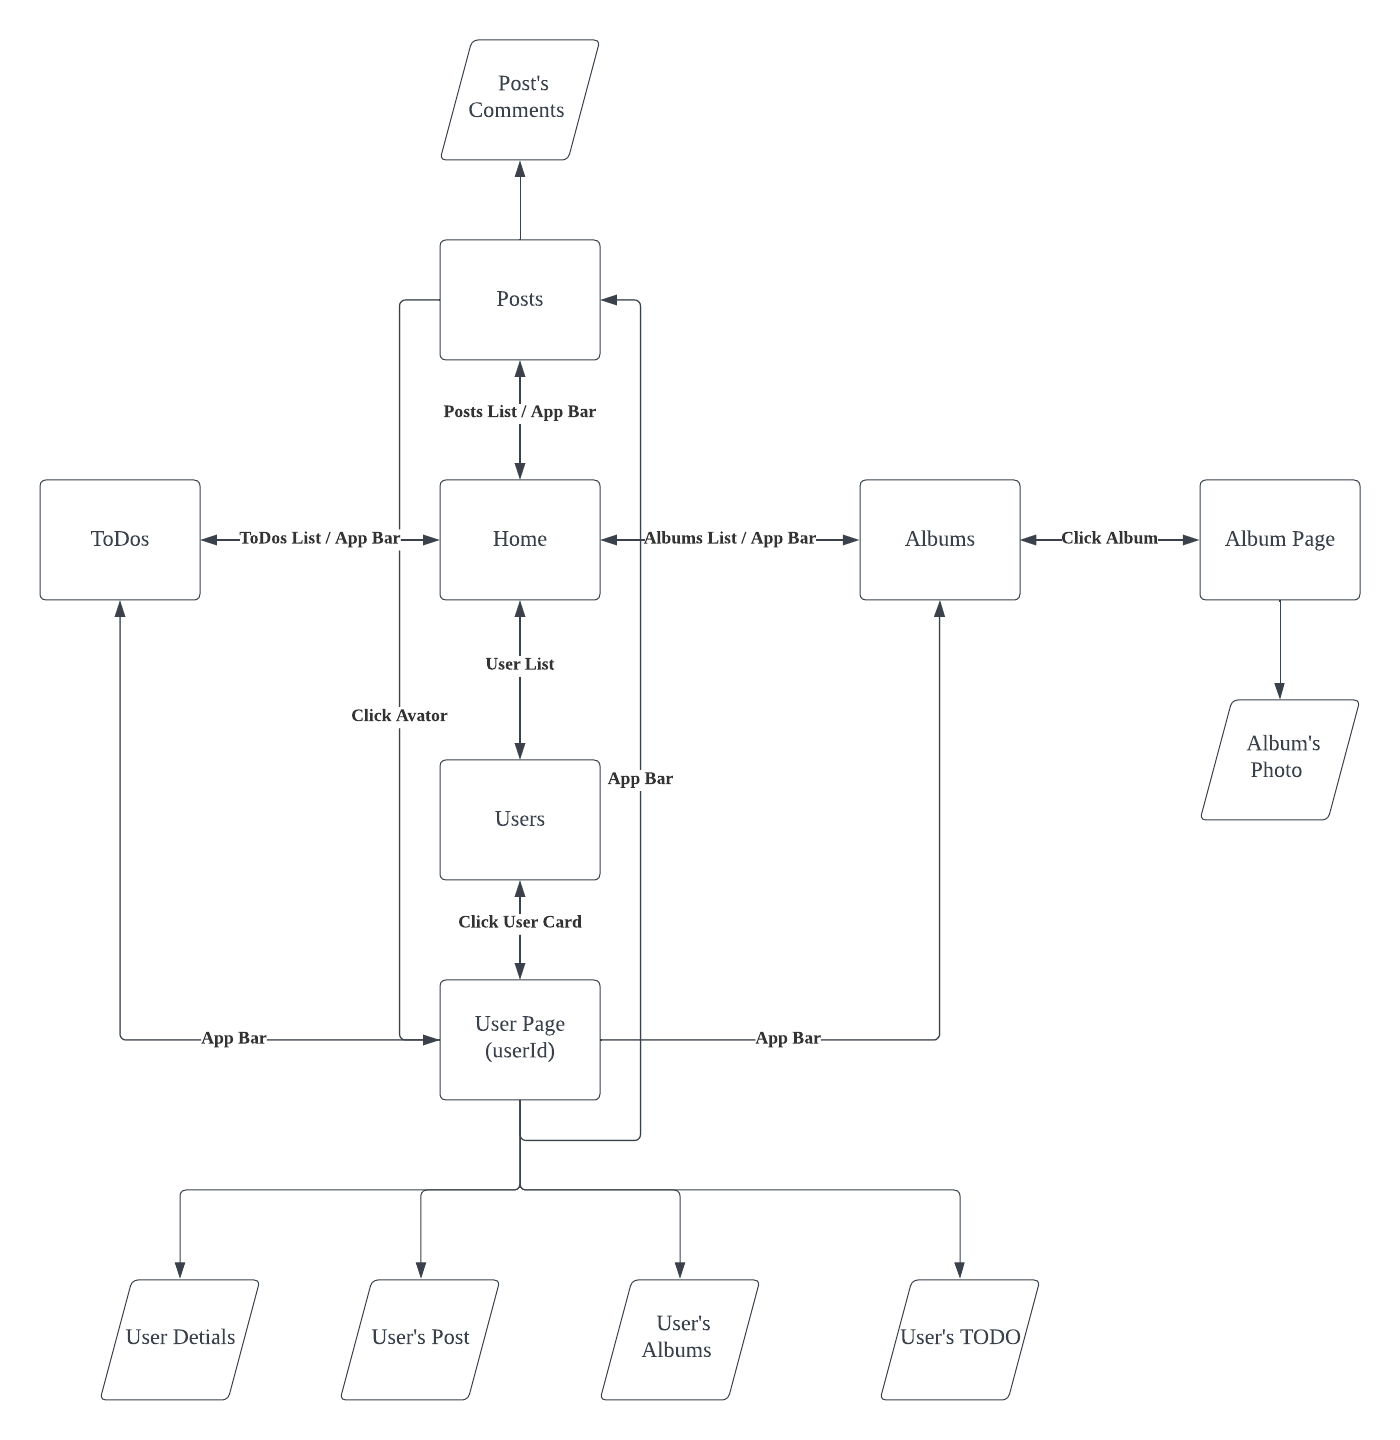 Post's
Comments
Posts
Posts List / App Bar
ToDos
ToDos List / App Bar
Home
Albums List / App Bar
Albums
Click Album
Album Page
User List
Click Avator
Album's
Photo
App Bar
Users
Click User Card
User Page
(userId)
App Bar
App Bar
User Detials
User's Post
User's
Albums
User's TODO